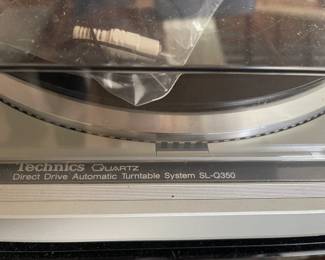 Technics QUARTZ
Direct Drive Automatic Turntable System SL-Q350